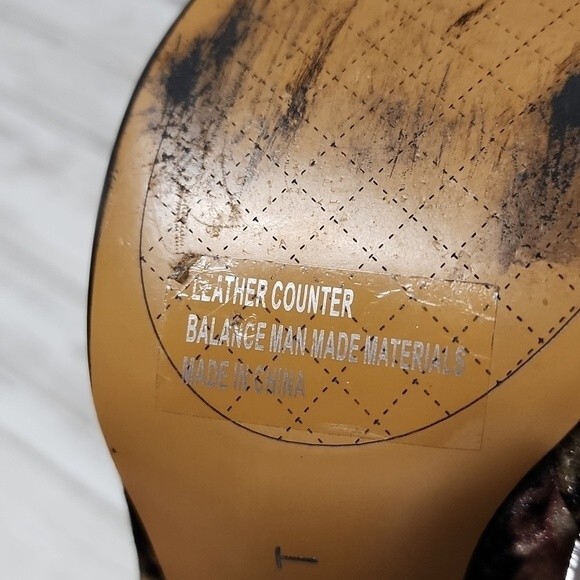 LEATHER COUNTER
BALANCE MAN MADE MATERIALS
MADE IN CHINA